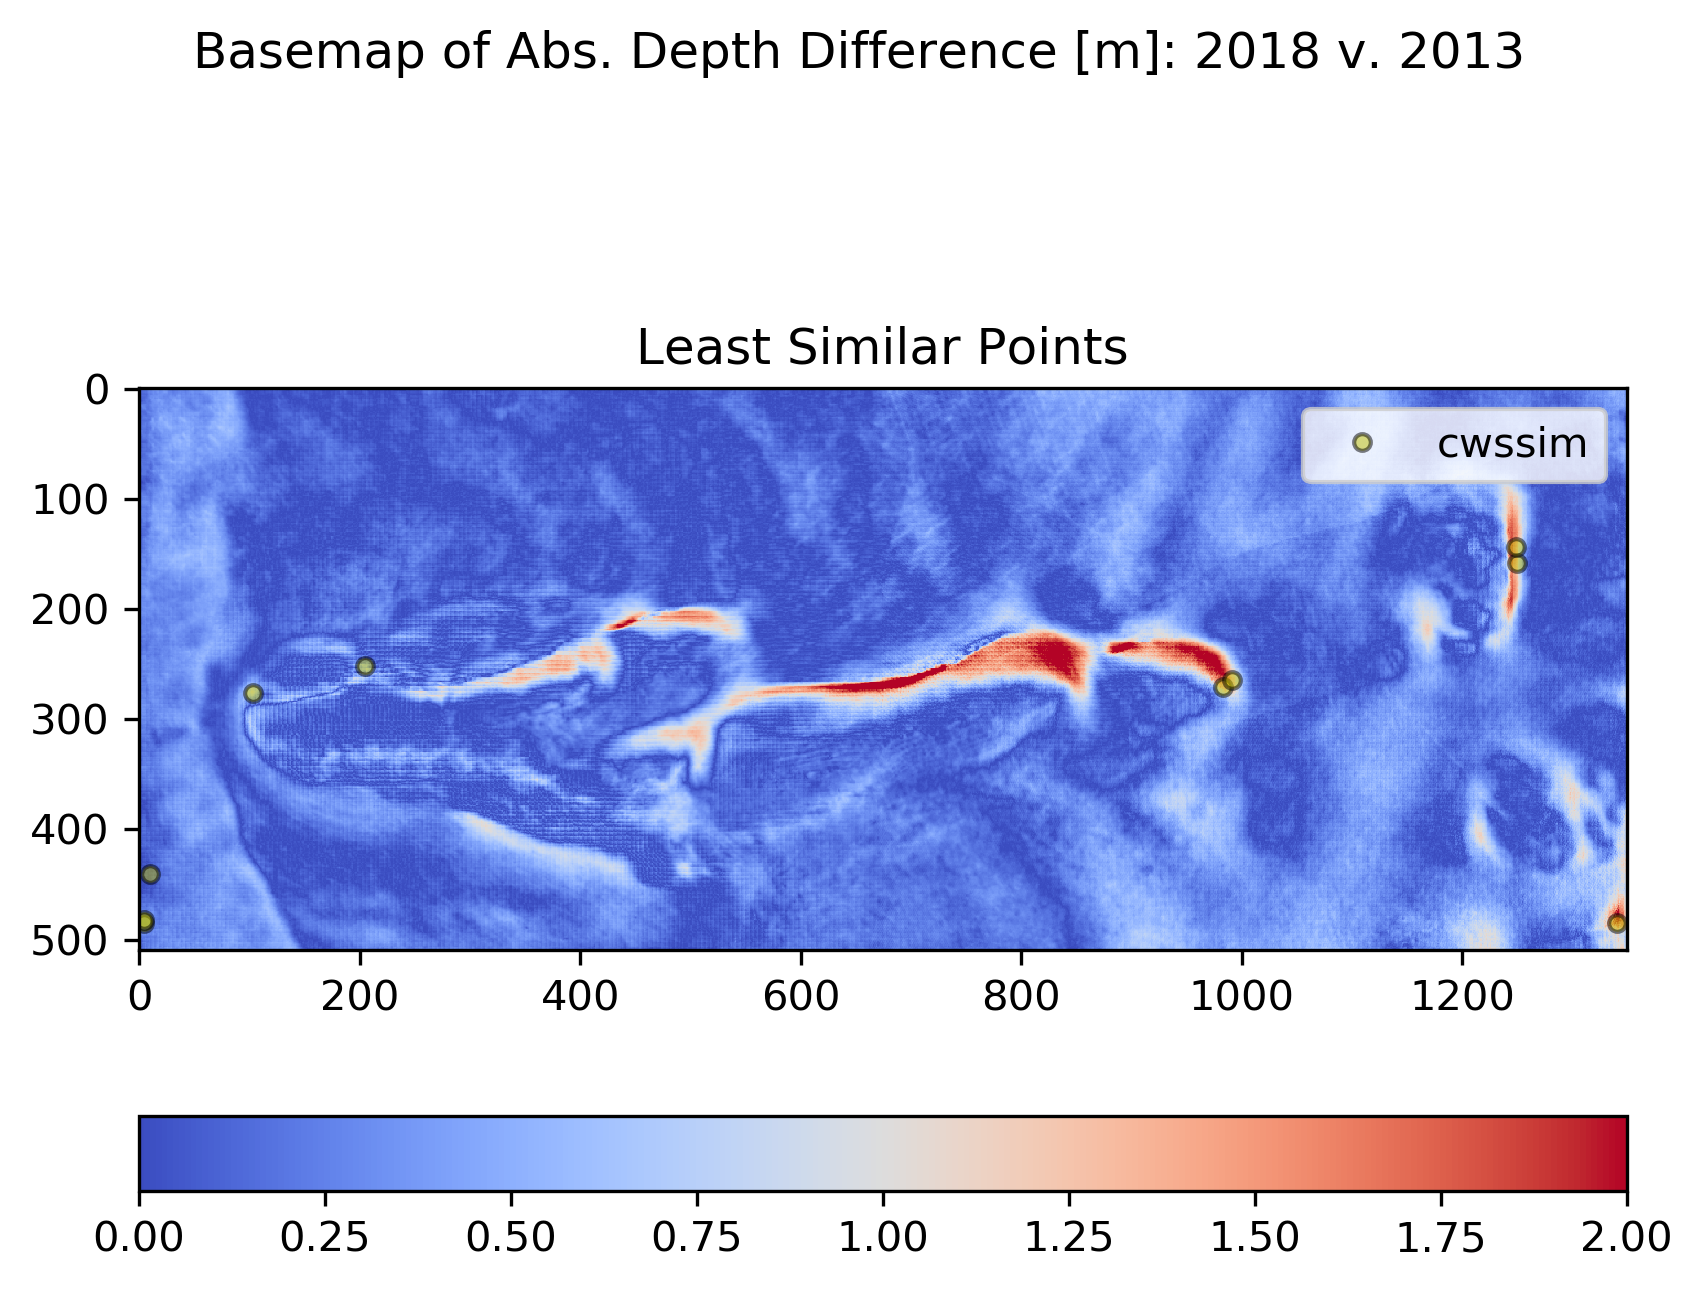 Basemap of Abs. Depth Difference [m]: 2018 v. 2013
Least Similar Points
cwssim
0
100
200
300
400
500
0 200 400 600 800 1000 1200
0.00 0.25 0.50 0.75 1.00 1.25 1.50 1.75 2.00